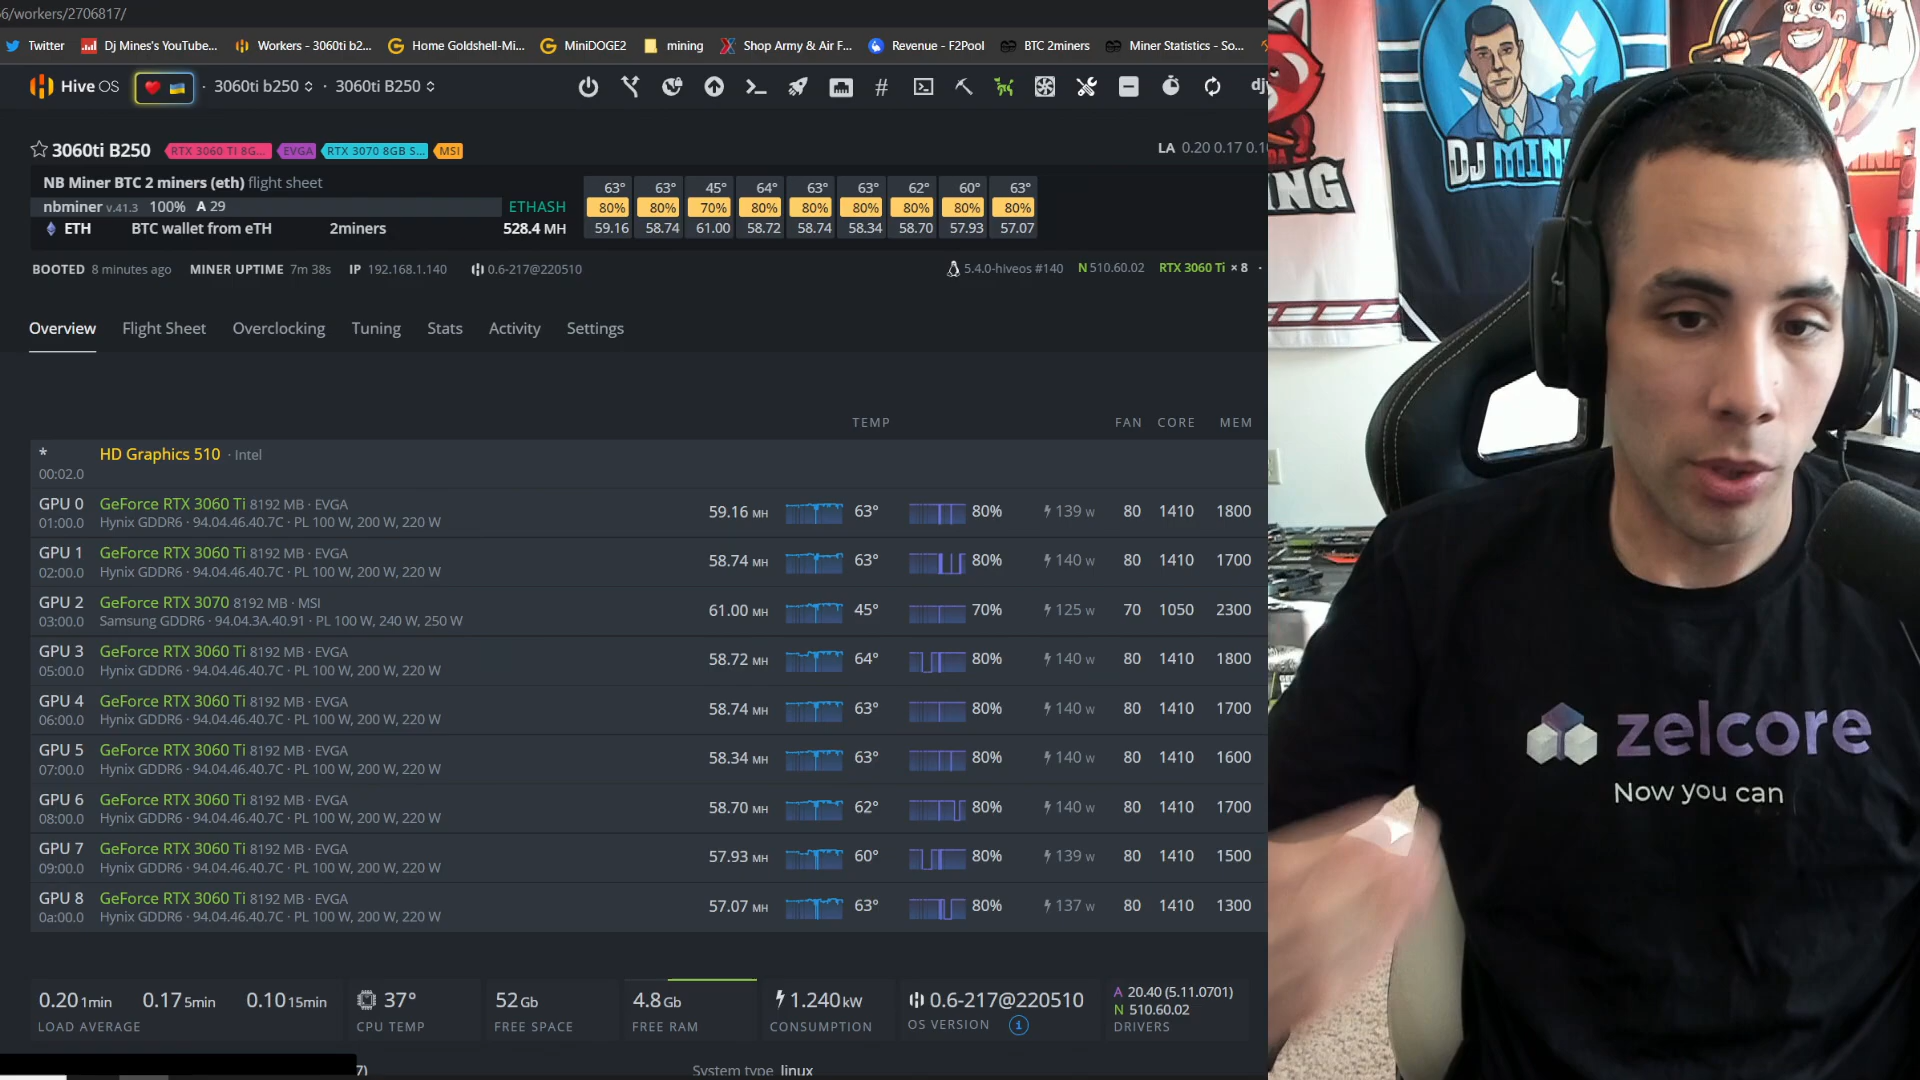 6/workers/2706817/
Twitter Dj Mines's YouTube... Workers - 3060ti b2... Home Goldshell-Mi... MiniDOGE2 mining Shop Army & Air F... Revenue - F2Pool BTC 2miners Miner Statistics - So...
Hive OS · 3060ti b250 · 3060ti B250
3060ti B250 RTX 3060 TI 8G... EVGA RTX 3070 8GB S... MSI
LA 0.20 0.17 0.1
NB Miner BTC 2 miners (eth) flight sheet
nbminer v.41.3 100% A 29 ETHASH
ETH BTC wallet from eTH 2miners 528.4 MH
63° 63° 45° 64° 63° 63° 62° 60° 63°
80% 80% 70% 80% 80% 80% 80% 80% 80%
59.16 58.74 61.00 58.72 58.74 58.34 58.70 57.93 57.07
BOOTED 8 minutes ago MINER UPTIME 7m 38s IP 192.168.1.140 0.6-217@220510
5.4.0-hiveos #140 N 510.60.02 RTX 3060 Ti × 8 ·
Overview Flight Sheet Overclocking Tuning Stats Activity Settings
TEMP FAN CORE MEM
* HD Graphics 510 · Intel
00:02.0
GPU 0 GeForce RTX 3060 Ti 8192 MB · EVGA
01:00.0 Hynix GDDR6 · 94.04.46.40.7C · PL 100 W, 200 W, 220 W
59.16 MH 63° 80% 139 W 80 1410 1800
GPU 1 GeForce RTX 3060 Ti 8192 MB · EVGA
02:00.0 Hynix GDDR6 · 94.04.46.40.7C · PL 100 W, 200 W, 220 W
58.74 MH 63° 80% 140 W 80 1410 1700
GPU 2 GeForce RTX 3070 8192 MB · MSI
03:00.0 Samsung GDDR6 · 94.04.3A.40.91 · PL 100 W, 240 W, 250 W
61.00 MH 45° 70% 125 W 70 1050 2300
GPU 3 GeForce RTX 3060 Ti 8192 MB · EVGA
05:00.0 Hynix GDDR6 · 94.04.46.40.7C · PL 100 W, 200 W, 220 W
58.72 MH 64° 80% 140 W 80 1410 1800
GPU 4 GeForce RTX 3060 Ti 8192 MB · EVGA
06:00.0 Hynix GDDR6 · 94.04.46.40.7C · PL 100 W, 200 W, 220 W
58.74 MH 63° 80% 140 W 80 1410 1700
GPU 5 GeForce RTX 3060 Ti 8192 MB · EVGA
07:00.0 Hynix GDDR6 · 94.04.46.40.7C · PL 100 W, 200 W, 220 W
58.34 MH 63° 80% 140 W 80 1410 1600
GPU 6 GeForce RTX 3060 Ti 8192 MB · EVGA
08:00.0 Hynix GDDR6 · 94.04.46.40.7C · PL 100 W, 200 W, 220 W
58.70 MH 62° 80% 140 W 80 1410 1700
GPU 7 GeForce RTX 3060 Ti 8192 MB · EVGA
09:00.0 Hynix GDDR6 · 94.04.46.40.7C · PL 100 W, 200 W, 220 W
57.93 MH 60° 80% 139 W 80 1410 1500
GPU 8 GeForce RTX 3060 Ti 8192 MB · EVGA
0a:00.0 Hynix GDDR6 · 94.04.46.40.7C · PL 100 W, 200 W, 220 W
57.07 MH 63° 80% 137 W 80 1410 1300
0.20 1min 0.17 5min 0.10 15min
LOAD AVERAGE
37°
CPU TEMP
52 Gb
FREE SPACE
4.8 Gb
FREE RAM
1.240 kW
CONSUMPTION
0.6-217@220510
OS VERSION
A 20.40 (5.11.0701)
N 510.60.02
DRIVERS
7)
System type linux
DJ MIN
NG
zelcore
Now you can